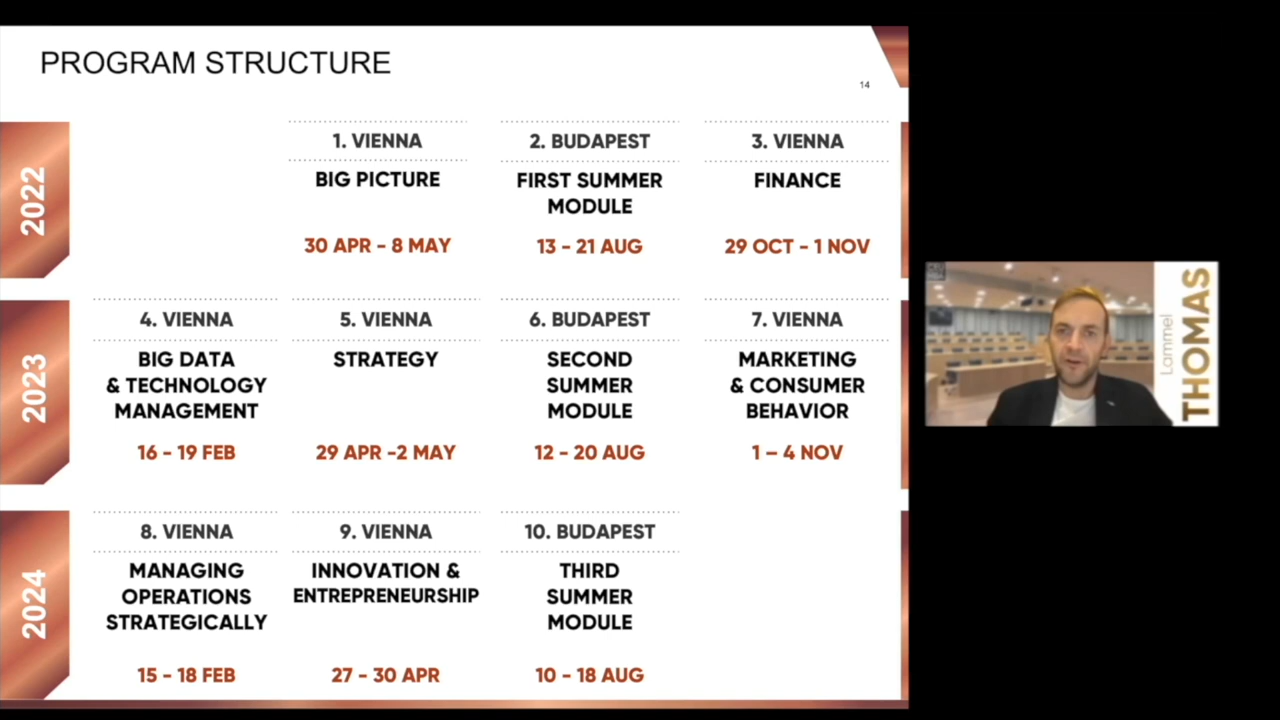 PROGRAM STRUCTURE
14
2022
1. VIENNA
BIG PICTURE
30 APR - 8 MAY
2. BUDAPEST
FIRST SUMMER
MODULE
13 - 21 AUG
3. VIENNA
FINANCE
29 OCT - 1 NOV
2023
4. VIENNA
BIG DATA
& TECHNOLOGY
MANAGEMENT
16 - 19 FEB
5. VIENNA
STRATEGY
29 APR -2 MAY
6. BUDAPEST
SECOND
SUMMER
MODULE
12 - 20 AUG
7. VIENNA
MARKETING
& CONSUMER
BEHAVIOR
1 – 4 NOV
2024
8. VIENNA
MANAGING
OPERATIONS
STRATEGICALLY
15 - 18 FEB
9. VIENNA
INNOVATION &
ENTREPRENEURSHIP
27 - 30 APR
10. BUDAPEST
THIRD
SUMMER
MODULE
10 - 18 AUG
Lammel
THOMAS